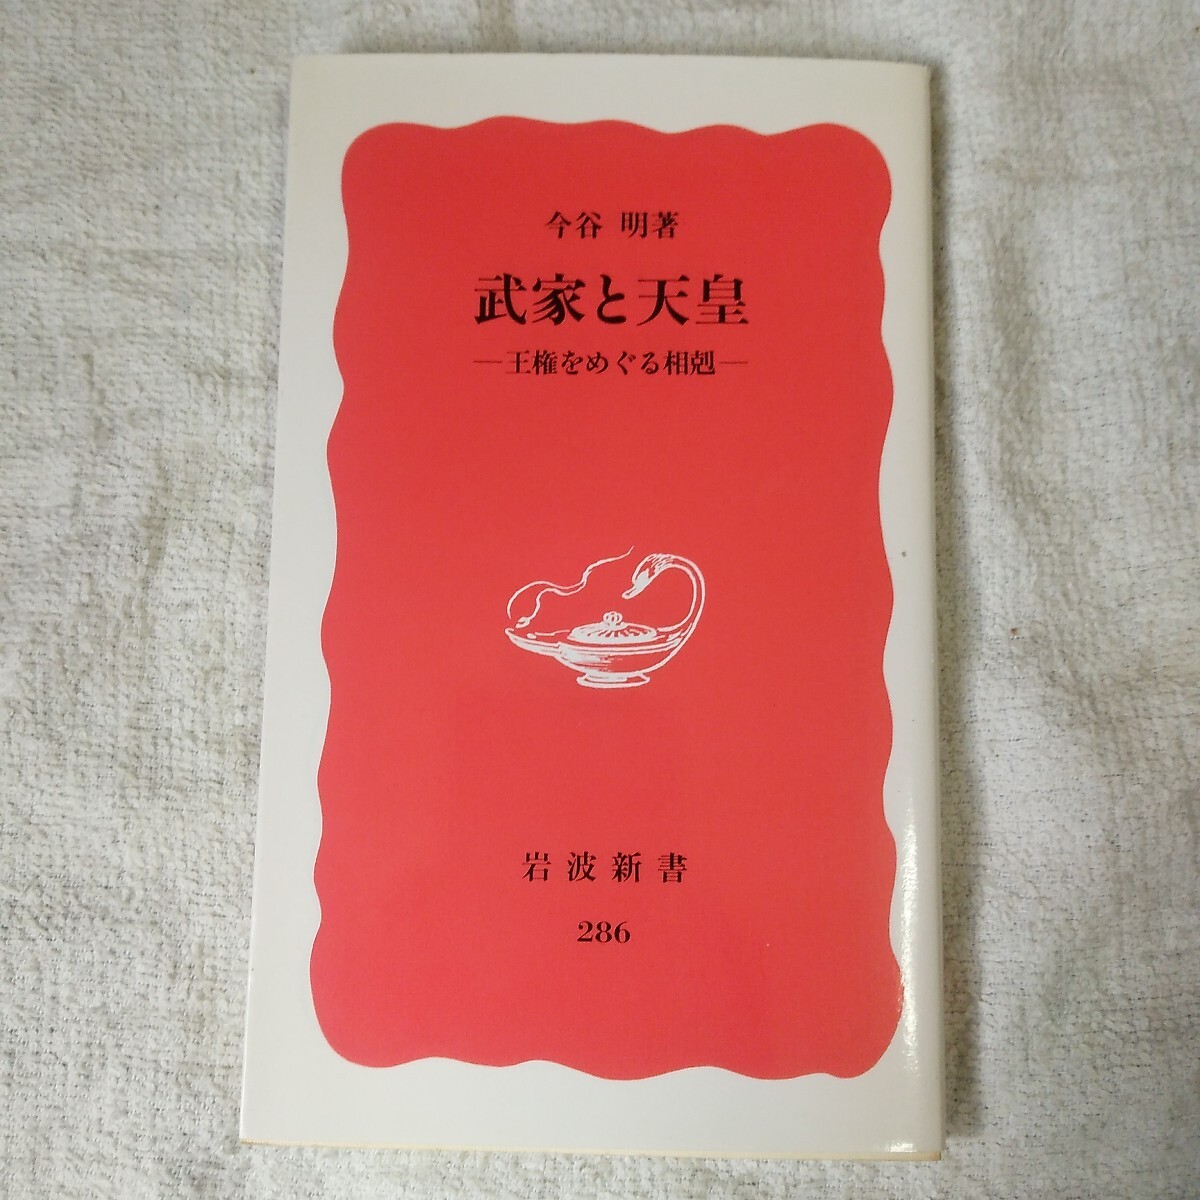 今谷 明著
武家と天皇
―王権をめぐる相剋―
岩波新書
286